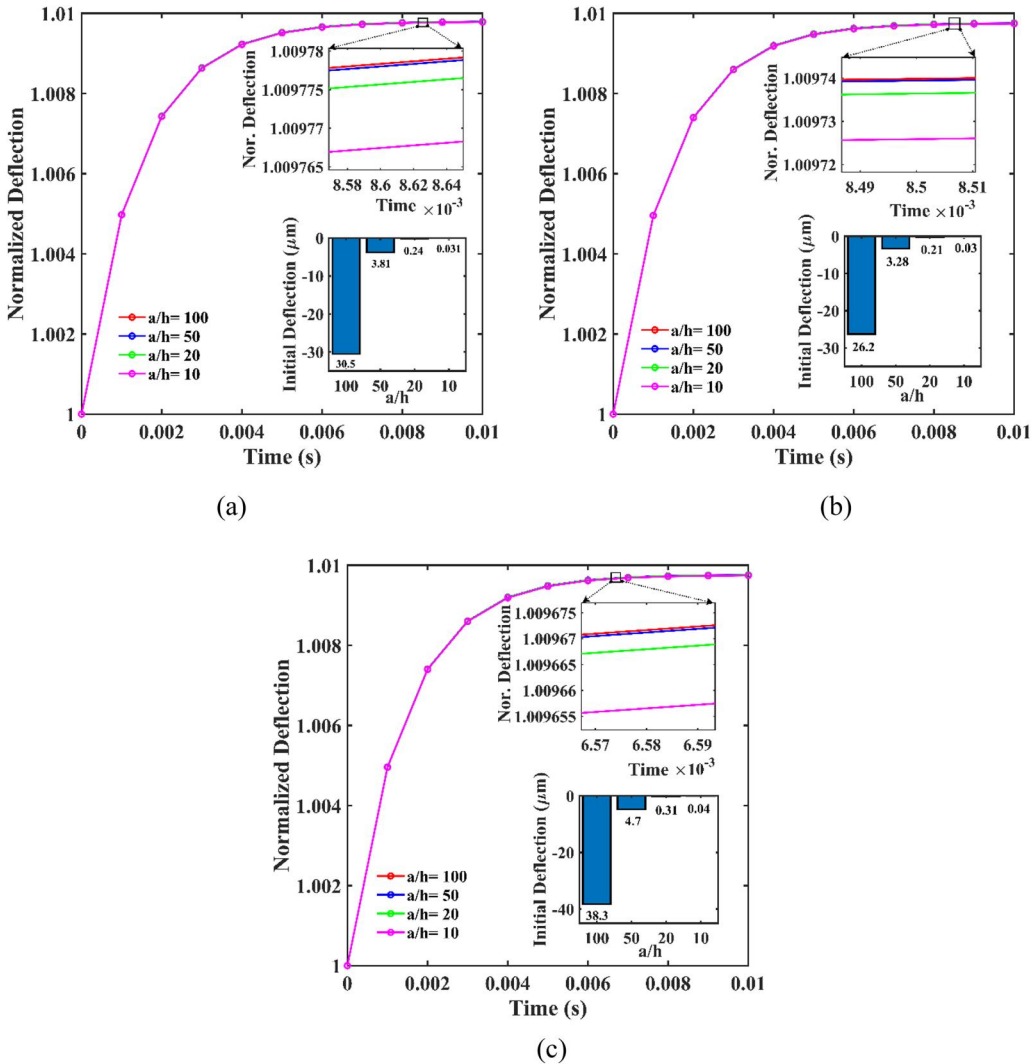 1.01
1.008
1.006
1.004
1.002
1
Normalized Deflection
0 0.002 0.004 0.006 0.008 0.01
Time (s)
a/h= 100
a/h= 50
a/h= 20
a/h= 10
1.009778
1.009775
1.00977
1.009765
Nor. Deflection
8.58 8.6 8.62 8.64
Time ×10-3
0
-10
-20
-30
Initial Deflection (μm)
30.5
3.81
0.24
0.031
100 50 20 10
a/h
(a)
1.01
1.008
1.006
1.004
1.002
1
Normalized Deflection
0 0.002 0.004 0.006 0.008 0.01
Time (s)
a/h= 100
a/h= 50
a/h= 20
a/h= 10
1.00974
1.00973
1.00972
Nor. Deflection
8.49 8.5 8.51
Time ×10-3
0
-10
-20
-30
Initial Deflection (μm)
26.2
3.28
0.21
0.03
100 50 20 10
a/h
(b)
1.01
1.008
1.006
1.004
1.002
1
Normalized Deflection
0 0.002 0.004 0.006 0.008 0.01
Time (s)
a/h= 100
a/h= 50
a/h= 20
a/h= 10
1.009675
1.00967
1.009665
1.00966
1.009655
Nor. Deflection
6.57 6.58 6.59
Time ×10-3
0
-20
-40
Initial Deflection (μm)
38.3
4.7
0.31
0.04
100 50 20 10
a/h
(c)